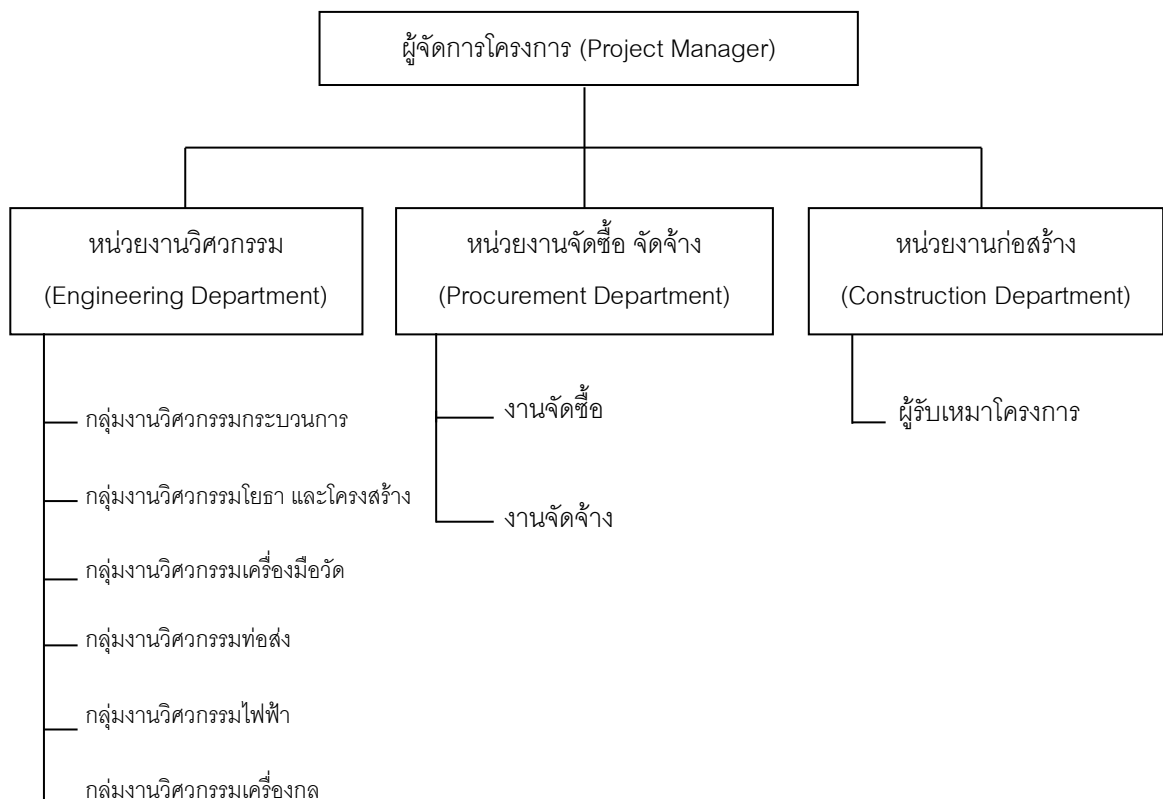 ผู้จัดการโครงการ (Project Manager)
หน่วยงานวิศวกรรม
(Engineering Department)
กลุ่มงานวิศวกรรมกระบวนการ
กลุ่มงานวิศวกรรมโยธา และโครงสร้าง
กลุ่มงานวิศวกรรมเครื่องมือวัด
กลุ่มงานวิศวกรรมท่อส่ง
กลุ่มงานวิศวกรรมไฟฟ้า
กลุ่มงานวิศวกรรมเครื่องกล
หน่วยงานจัดซื้อ จัดจ้าง
(Procurement Department)
งานจัดซื้อ
งานจัดจ้าง
หน่วยงานก่อสร้าง
(Construction Department)
ผู้รับเหมาโครงการ